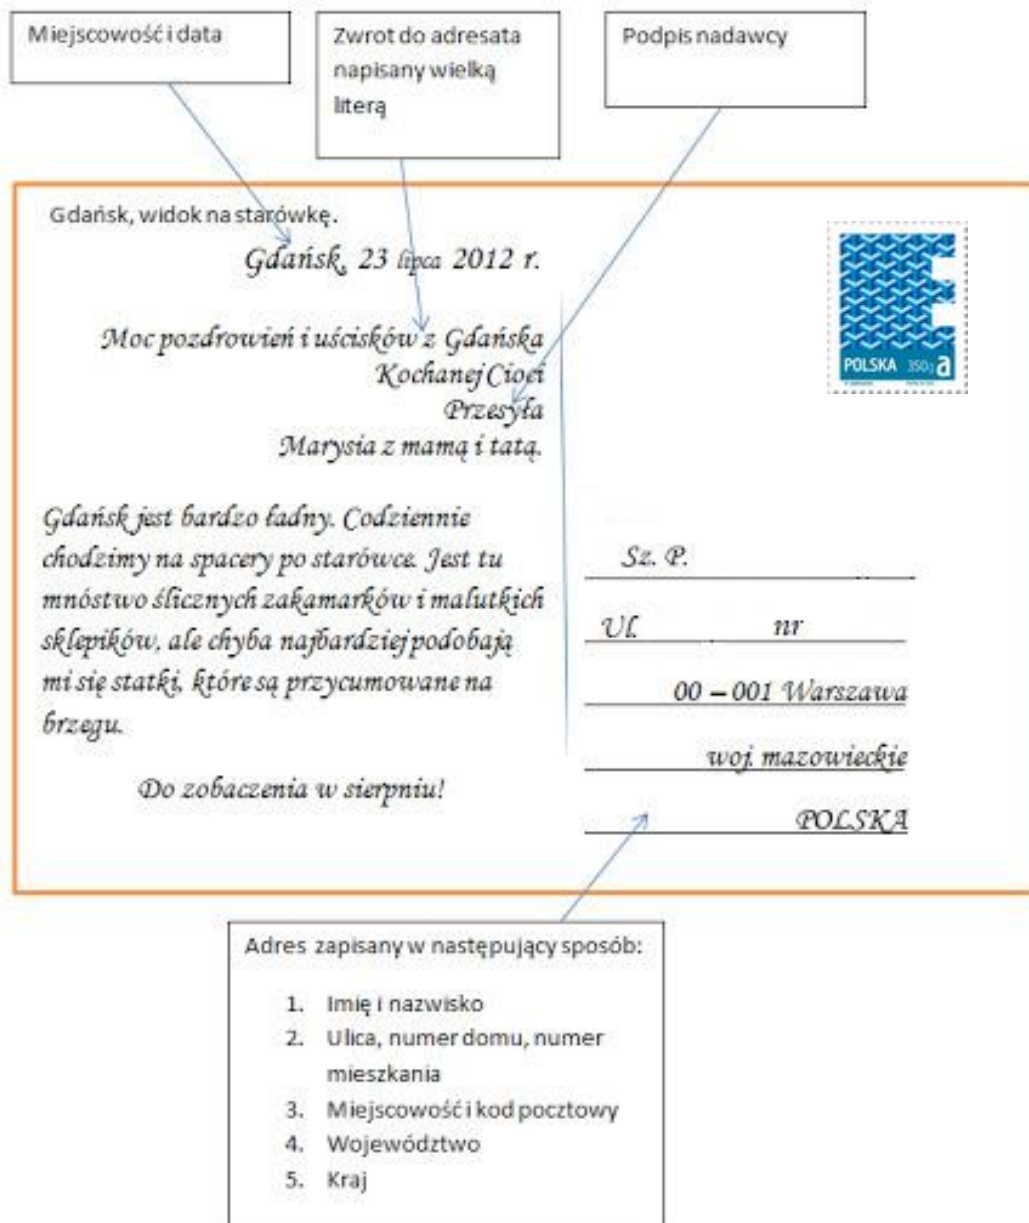 Miejscowość i data
Zwrot do adresata
napisany wielką
literą
Podpis nadawcy
Gdańsk, widok na starówkę.
Gdańsk, 23 lipca 2012 r.
Moc pozdrowień i uścisków z Gdańska
Kochanej Cioci
Przesyła
Marysia z mamą i tatą.
Gdańsk jest bardzo ładny. Codziennie
chodzimy na spacery po starówce. Jest tu
mnóstwo ślicznych zakamarków i malutkich
sklepików, ale chyba najbardziej podobają
mi się statki, które są przycumowane na
brzegu.
Do zobaczenia w sierpniu!
POLSKA 350g a
Sz. P.
Ul. nr
00 – 001 Warszawa
woj. mazowieckie
POLSKA
Adres zapisany w następujący sposób:
1. Imię i nazwisko
2. Ulica, numer domu, numer
mieszkania
3. Miejscowość i kod pocztowy
4. Województwo
5. Kraj